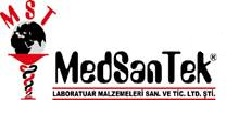 MST
MedSanTek®
LABORATUAR MALZEMELERİ SAN. VE TİC. LTD. ŞTİ.